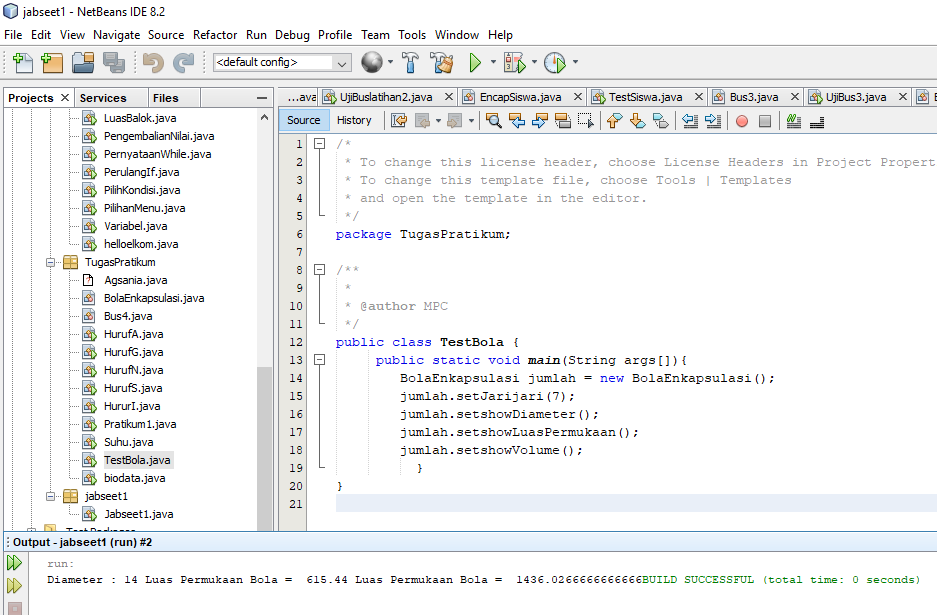 jabseet1 - NetBeans IDE 8.2
File Edit View Navigate Source Refactor Run Debug Profile Team Tools Window Help
<default config>
Projects Services Files
LuasBalok.java
PengembalianNilai.java
PernyataanWhile.java
PerulangIf.java
PilihKondisi.java
PilihanMenu.java
Variabel.java
helloelkom.java
TugasPratikum
Agsania.java
BolaEnkapsulasi.java
Bus4.java
HurufA.java
HurufG.java
HurufN.java
HurufS.java
HururI.java
Pratikum1.java
Suhu.java
TestBola.java
biodata.java
jabseet1
Jabseet1.java
...ava UjiBuslatihan2.java EncapSiswa.java TestSiswa.java Bus3.java UjiBus3.java
Source History
1 /*
2 * To change this license header, choose License Headers in Project Propert
3 * To change this template file, choose Tools | Templates
4 * and open the template in the editor.
5 */
6 package TugasPratikum;
7
8 /**
9 *
10 * @author MPC
11 */
12 public class TestBola {
13 public static void main(String args[]){
14 BolaEnkapsulasi jumlah = new BolaEnkapsulasi();
15 jumlah.setJarijari(7);
16 jumlah.setshowDiameter();
17 jumlah.setshowLuasPermukaan();
18 jumlah.setshowVolume();
19 }
20 }
21
Output - jabseet1 (run) #2
run:
Diameter : 14 Luas Permukaan Bola = 615.44 Luas Permukaan Bola = 1436.0266666666666BUILD SUCCESSFUL (total time: 0 seconds)